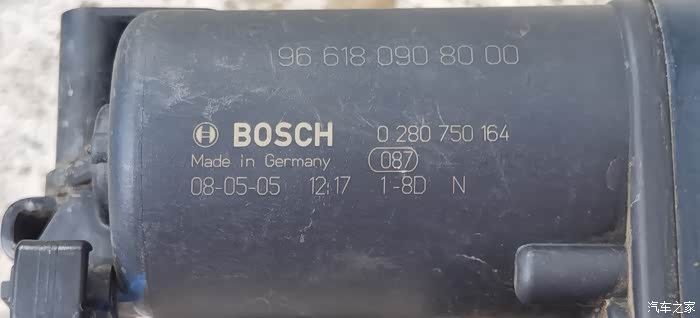 96 618 090 80 00
BOSCH 0 280 750 164
Made in Germany 087
08-05-05 12:17 1-8D N
汽车之家